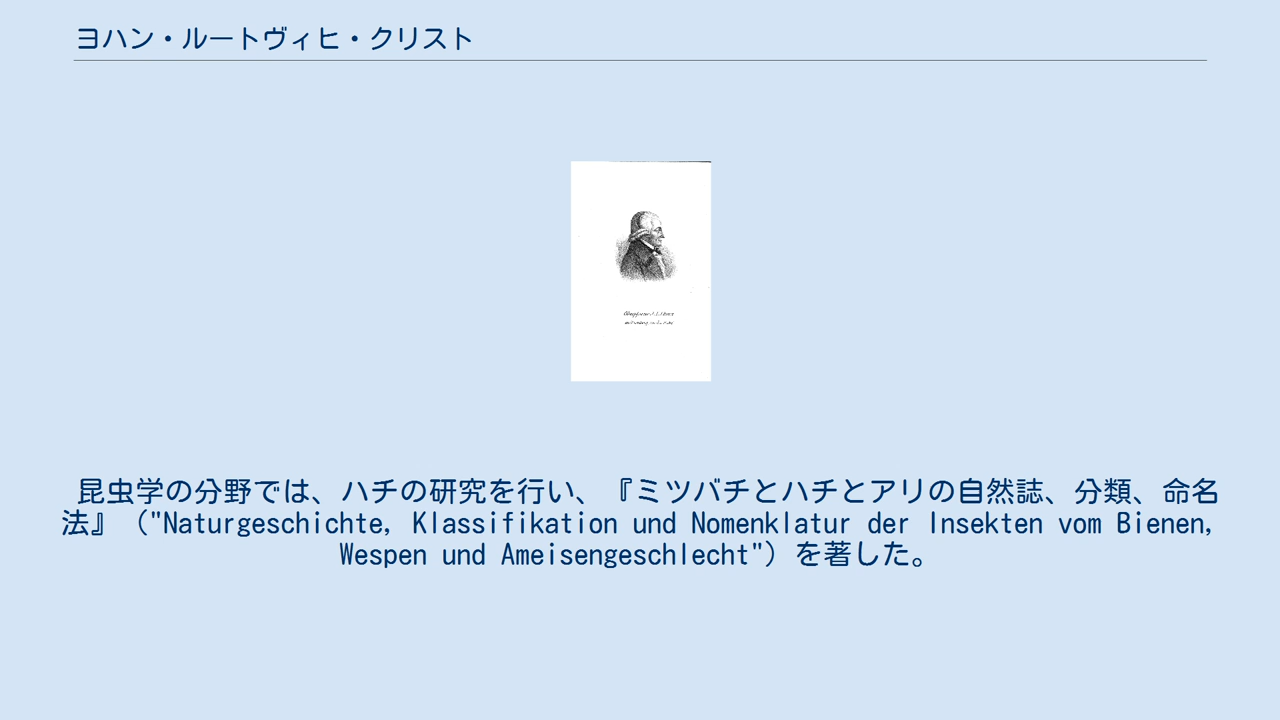 ヨハン・ルートヴィヒ・クリスト
昆虫学の分野では、ハチの研究を行い、『ミツバチとハチとアリの自然誌、分類、命名
法』（"Naturgeschichte, Klassifikation und Nomenklatur der Insekten vom Bienen,
Wespen und Ameisengeschlecht"）を著した。